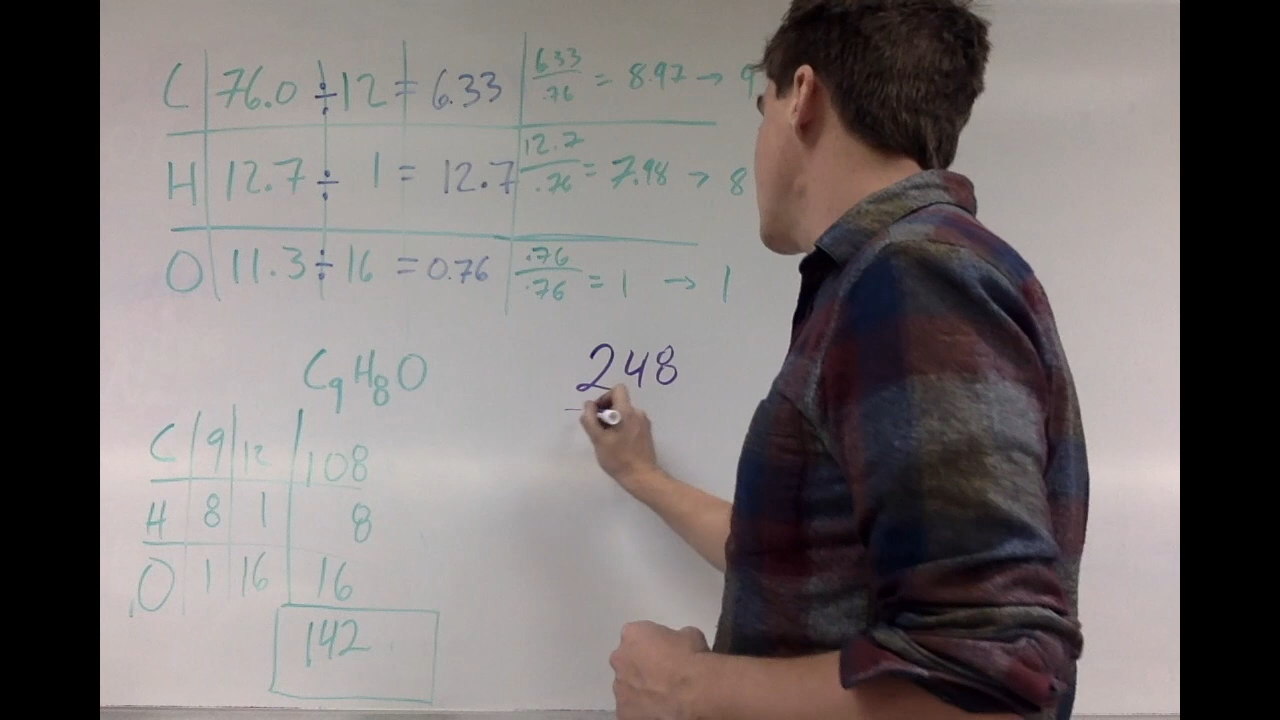 C 76.0 ÷ 12 = 6.33 6.33/.76 = 8.97 → 9
H 12.7 ÷ 1 = 12.7 12.7/.76 = 7.98 → 8
O 11.3 ÷ 16 = 0.76 .76/.76 = 1 → 1
C9H8O
248
C 9 12 108
H 8 1 8
O 1 16 16
142